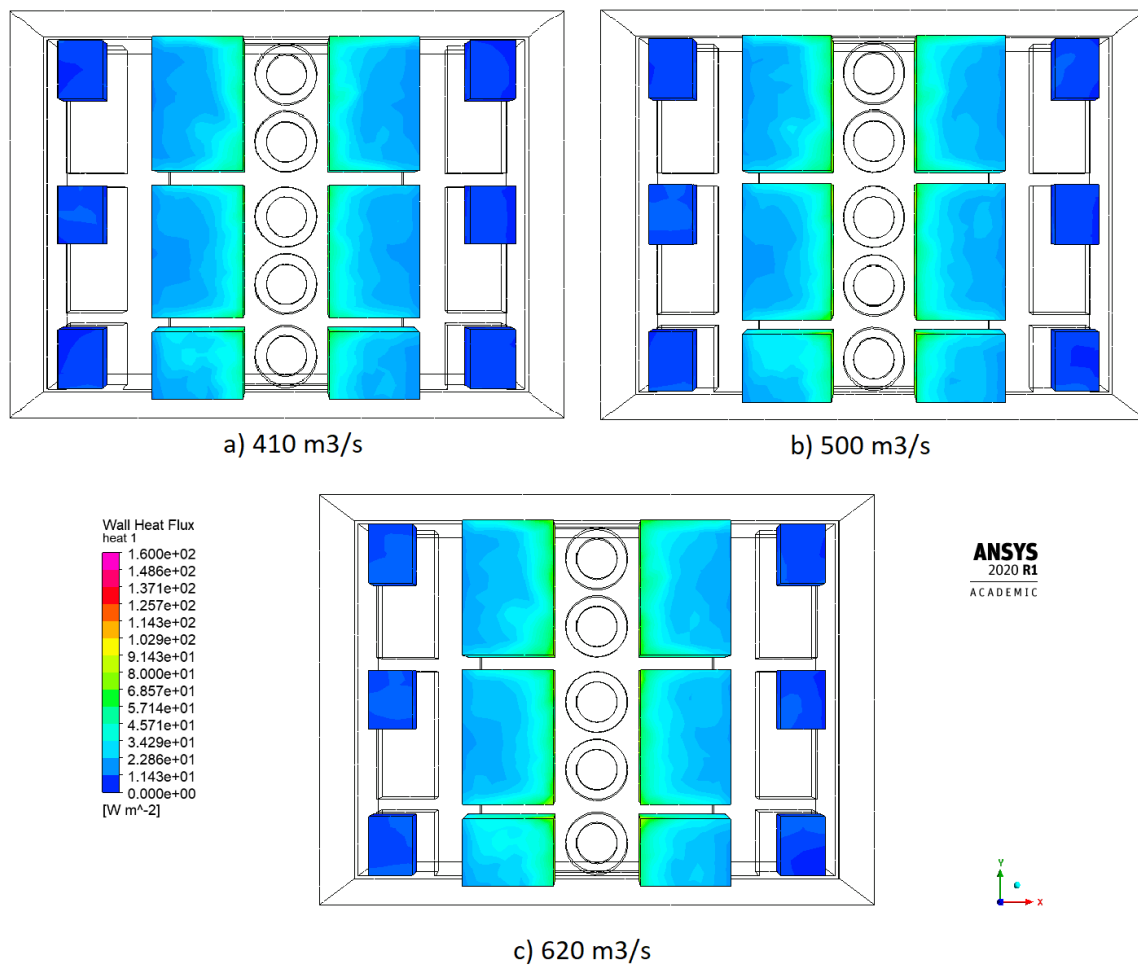 a) 410 m3/s
b) 500 m3/s
Wall Heat Flux
heat 1
1.600e+02
1.486e+02
1.371e+02
1.257e+02
1.143e+02
1.029e+02
9.143e+01
8.000e+01
6.857e+01
5.714e+01
4.571e+01
3.429e+01
2.286e+01
1.143e+01
0.000e+00
[W m^-2]
ANSYS
2020 R1
ACADEMIC
Y
X
c) 620 m3/s